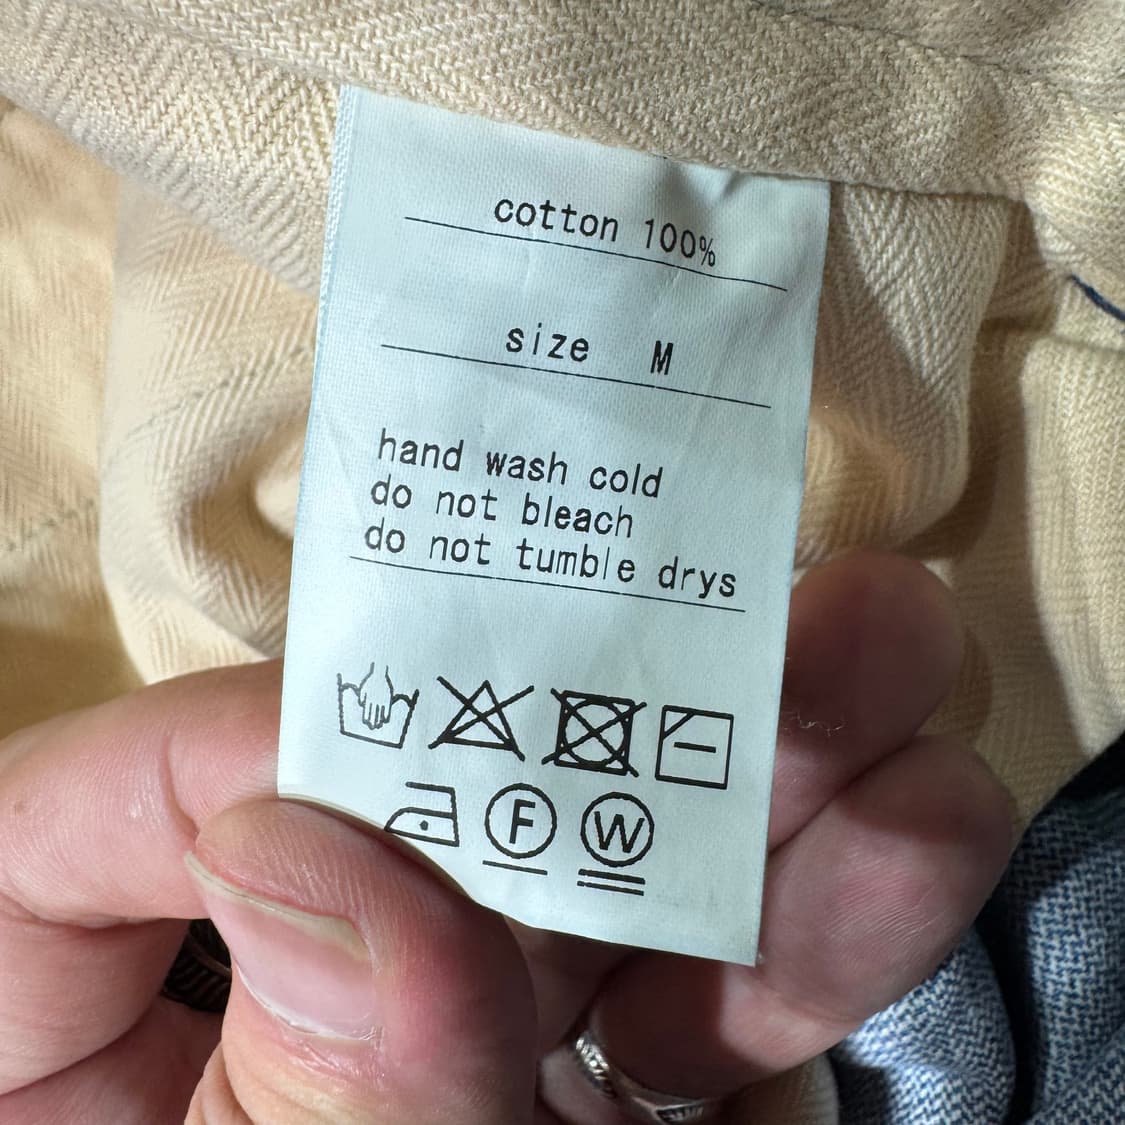 cotton 100%
size M
hand wash cold
do not bleach
do not tumble drys
F W